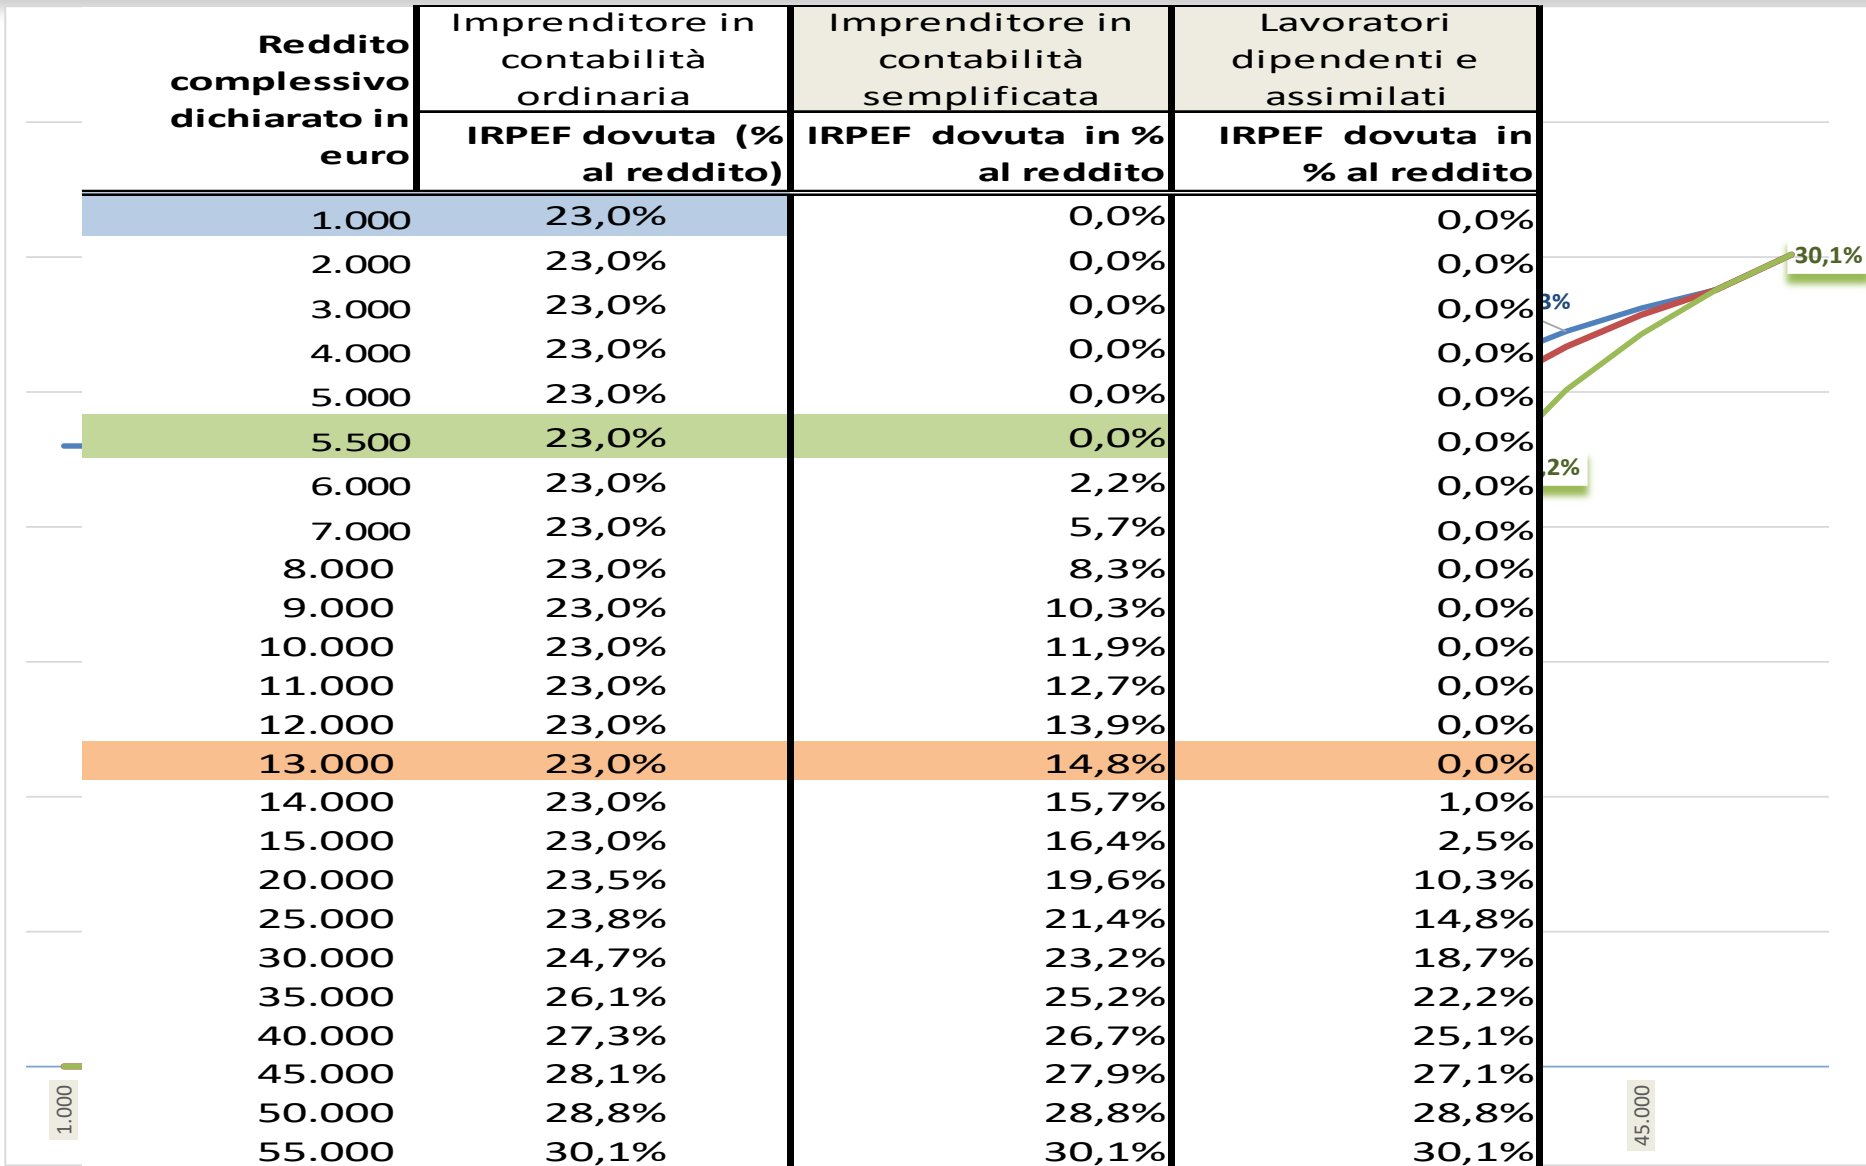 Reddito complessivo dichiarato in euro
Imprenditore in contabilità ordinaria
Imprenditore in contabilità semplificata
Lavoratori dipendenti e assimilati
IRPEF dovuta (% al reddito)
IRPEF dovuta in % al reddito
IRPEF dovuta in % al reddito
1.000 23,0% 0,0% 0,0%
2.000 23,0% 0,0% 0,0%
3.000 23,0% 0,0% 0,0%
4.000 23,0% 0,0% 0,0%
5.000 23,0% 0,0% 0,0%
5.500 23,0% 0,0% 0,0%
6.000 23,0% 2,2% 0,0%
7.000 23,0% 5,7% 0,0%
8.000 23,0% 8,3% 0,0%
9.000 23,0% 10,3% 0,0%
10.000 23,0% 11,9% 0,0%
11.000 23,0% 12,7% 0,0%
12.000 23,0% 13,9% 0,0%
13.000 23,0% 14,8% 0,0%
14.000 23,0% 15,7% 1,0%
15.000 23,0% 16,4% 2,5%
20.000 23,5% 19,6% 10,3%
25.000 23,8% 21,4% 14,8%
30.000 24,7% 23,2% 18,7%
35.000 26,1% 25,2% 22,2%
40.000 27,3% 26,7% 25,1%
45.000 28,1% 27,9% 27,1%
50.000 28,8% 28,8% 28,8%
55.000 30,1% 30,1% 30,1%
30,1%
3%
,2%
1.000
45.000